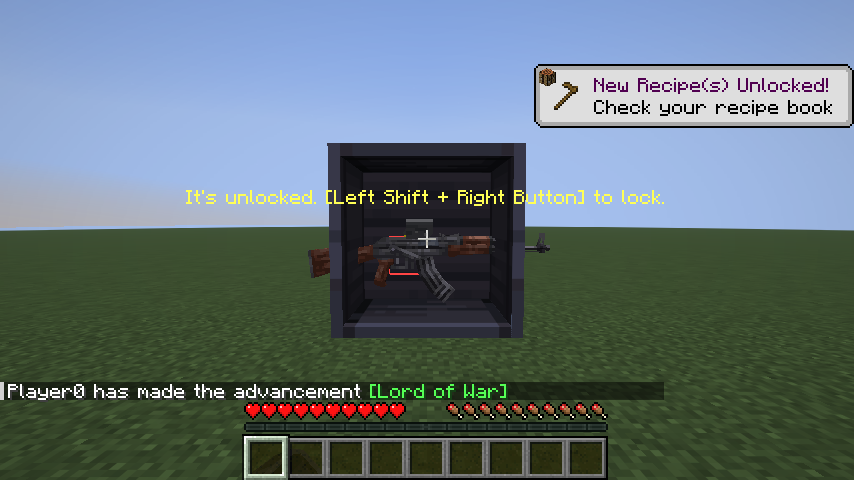 New Recipe(s) Unlocked!
Check your recipe book
It's unlocked. [Left Shift + Right Button] to lock.
Player0 has made the advancement [Lord of War]